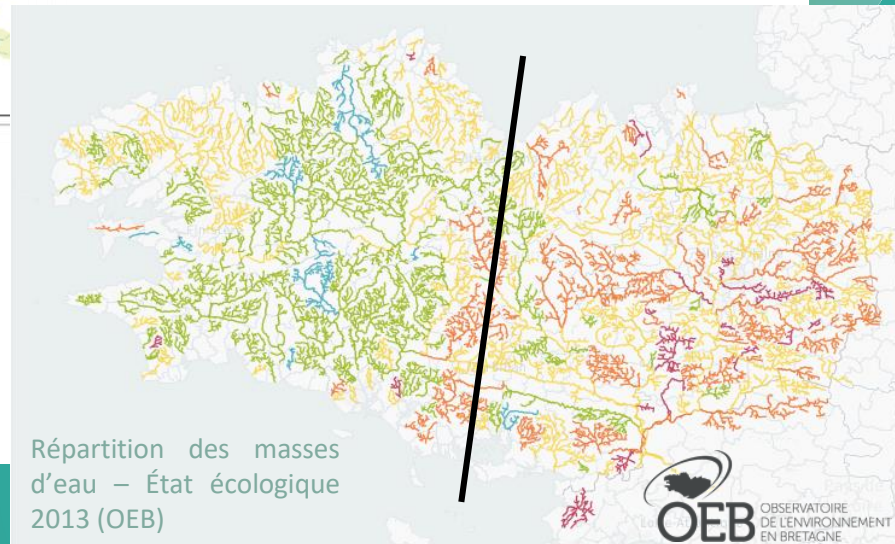 Répartition des masses
d'eau – État écologique
2013 (OEB)
OEB
OBSERVATOIRE
DE L'ENVIRONNEMENT
EN BRETAGNE